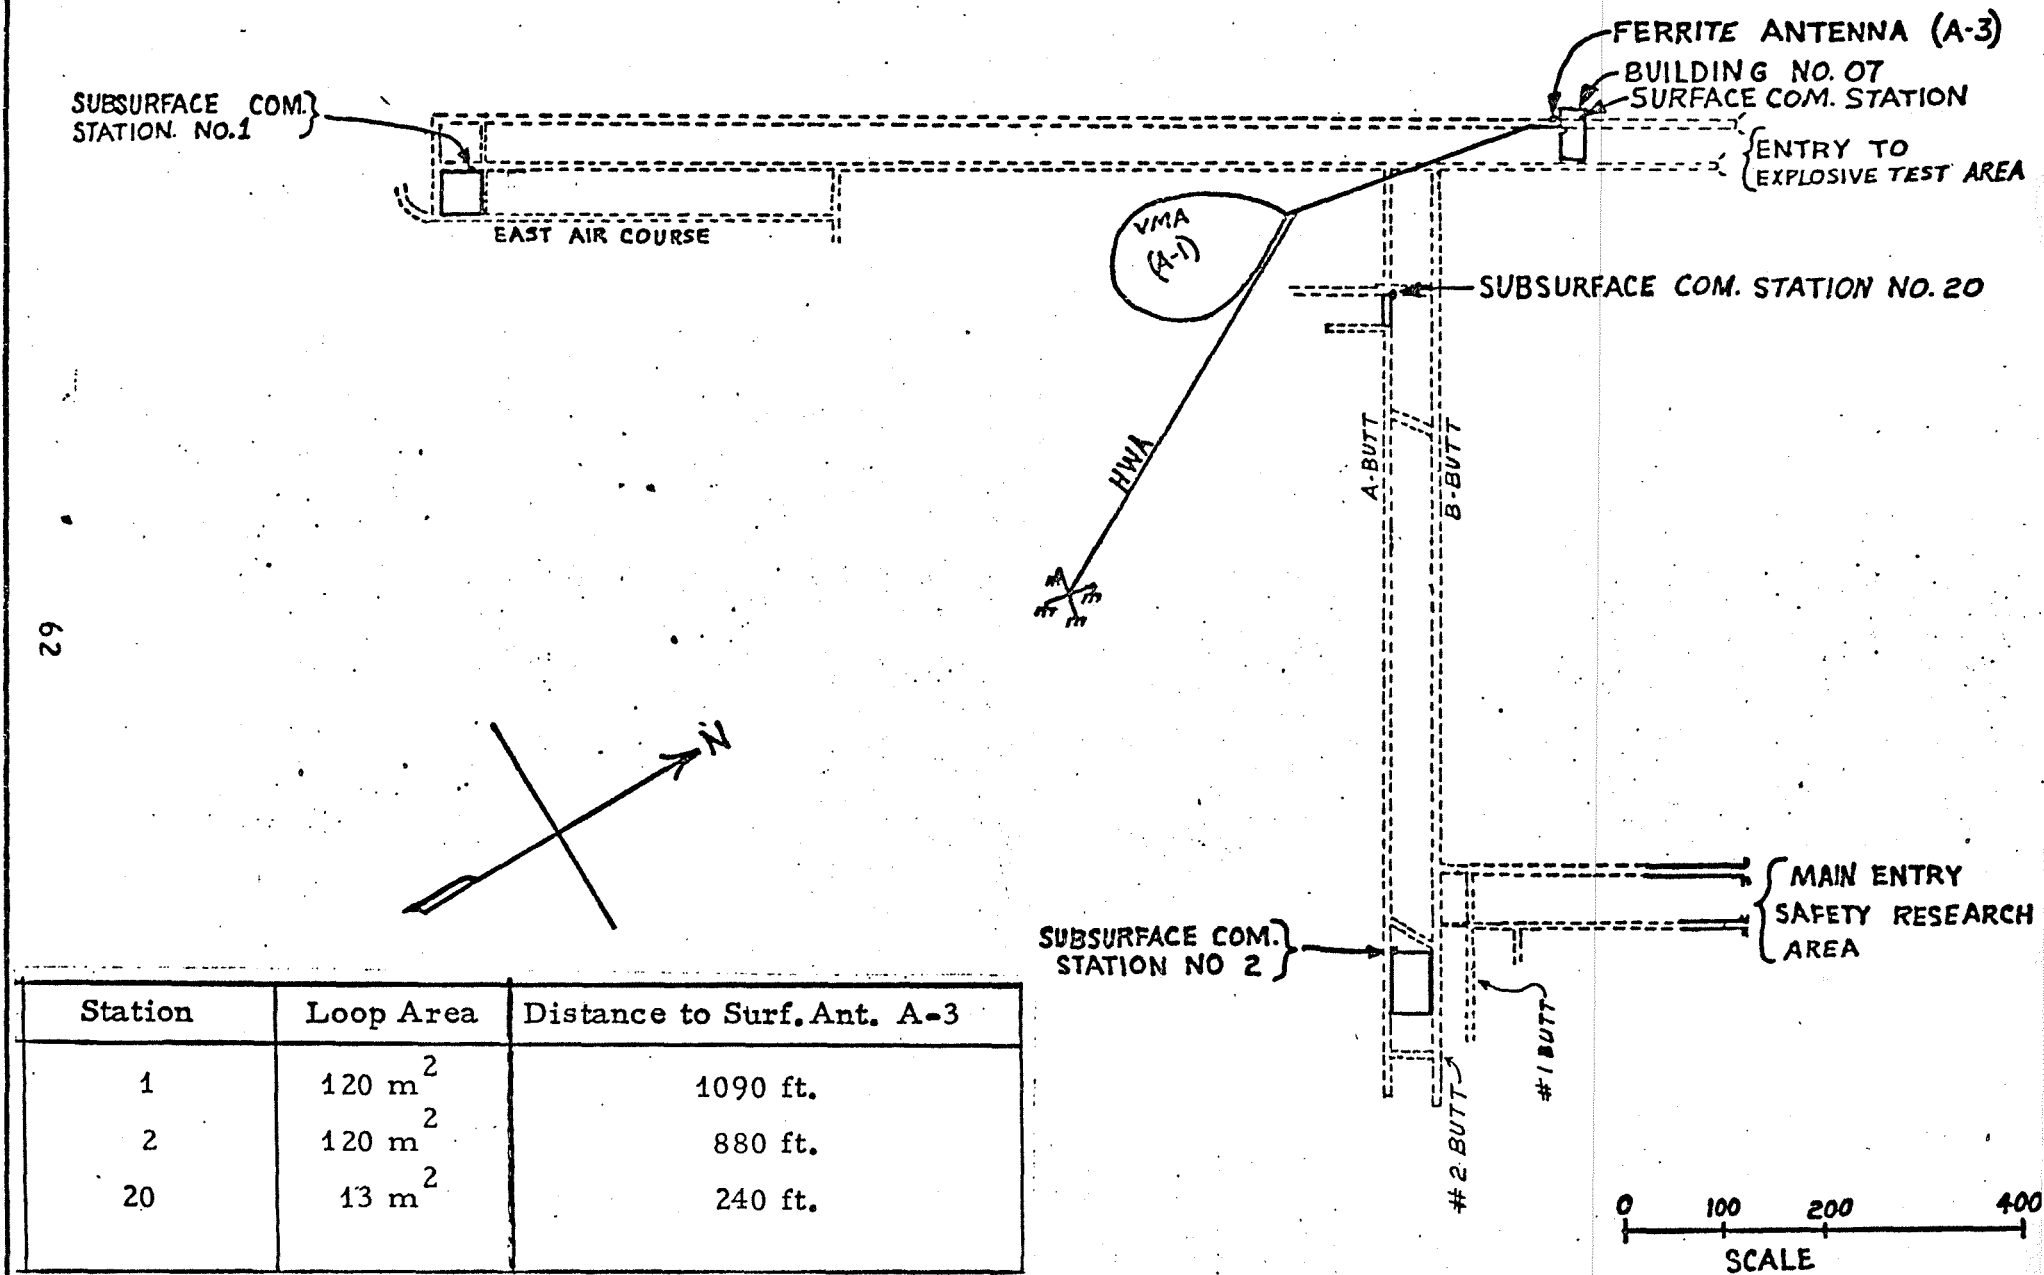 FERRITE ANTENNA (A-3)
BUILDING NO. 07
SURFACE COM. STATION
SUBSURFACE COM.
STATION. NO.1
ENTRY TO
EXPLOSIVE TEST AREA
VMA
(A-1)
EAST AIR COURSE
SUBSURFACE COM. STATION NO. 20
A-BUTT
B-BUTT
HWA
62
N
MAIN ENTRY
SAFETY RESEARCH
AREA
SUBSURFACE COM.
STATION NO 2
#1 BUTT
#2 BUTT
Station Loop Area Distance to Surf. Ant. A-3
1 120 m² 1090 ft.
2 120 m² 880 ft.
20 13 m² 240 ft.
0 100 200 400
SCALE